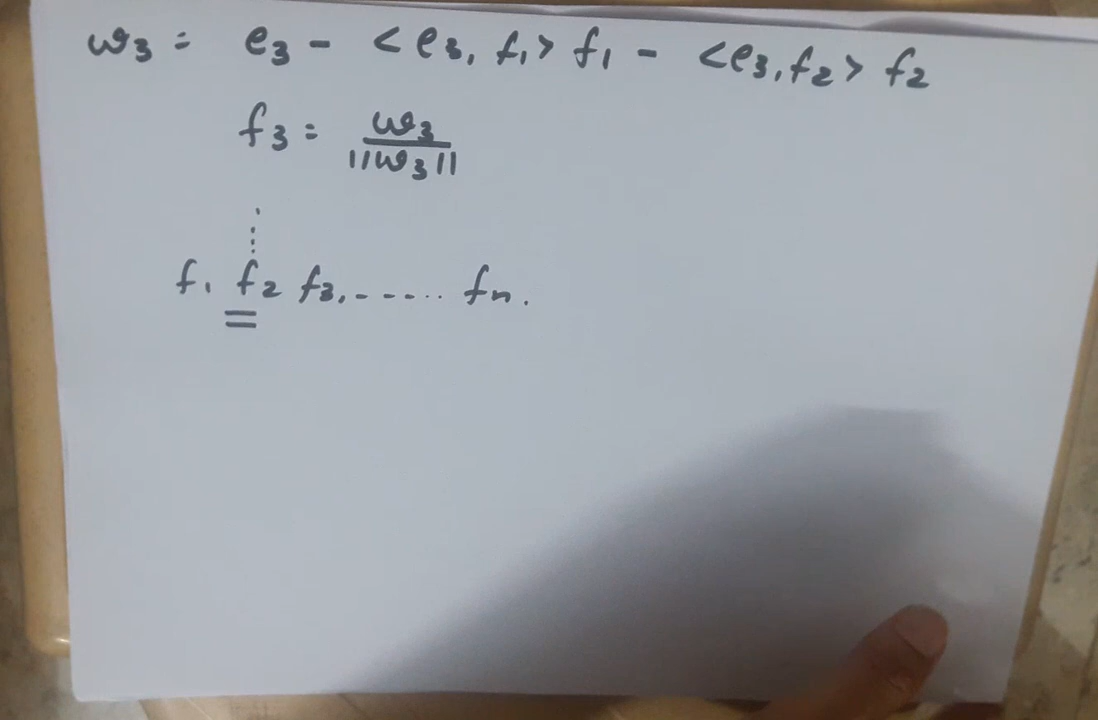 w3 = e3 - <e3, f1> f1 - <e3, f2> f2
f3 = w3 / ||w3||
⋮
f1 f2 f3, ------ fn.